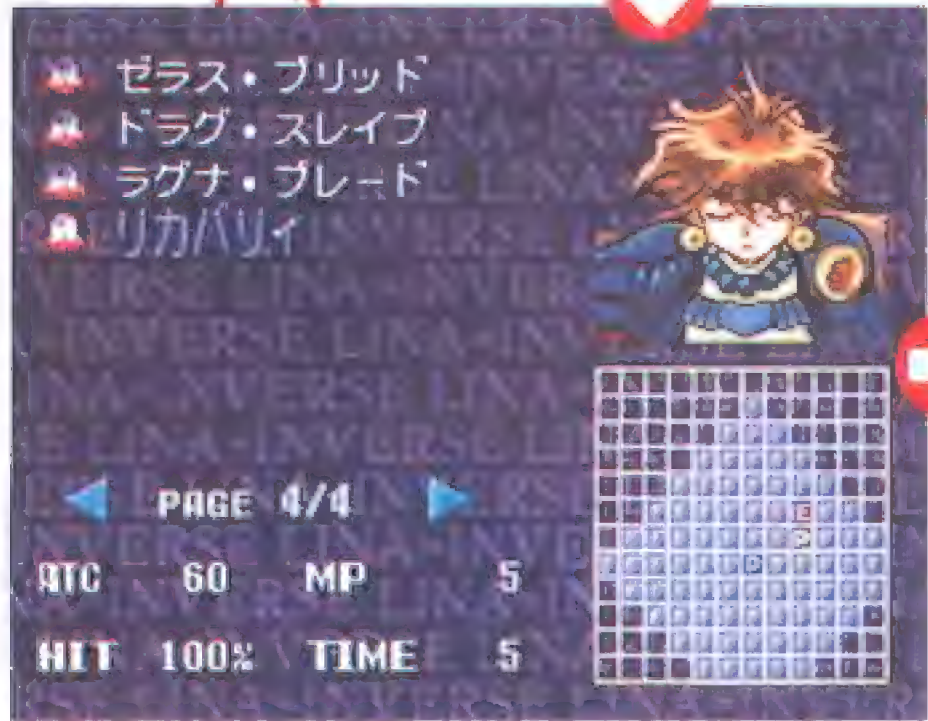 ゼラス・ブリッド
ドラグ・スレイブ
ラグナ・ブレード
リカバリィ
PAGE 4/4
ATC 60 MP 5
HIT 100% TIME 5
E
P